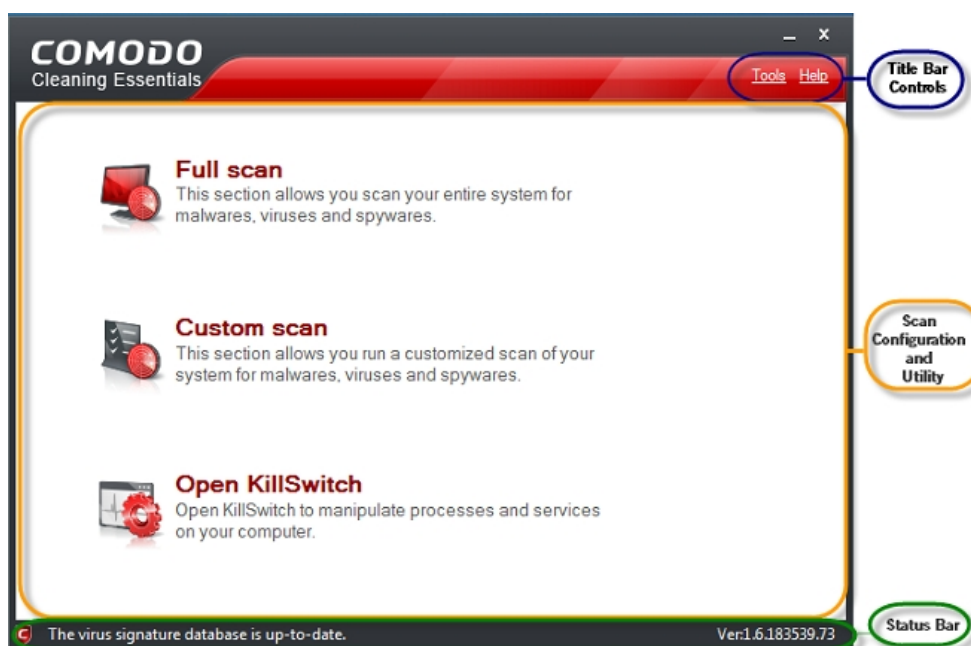 COMODO
Cleaning Essentials
_ x
Tools Help
Title Bar
Controls
Full scan
This section allows you scan your entire system for
malwares, viruses and spywares.
Custom scan
This section allows you run a customized scan of your
system for malwares, viruses and spywares.
Scan
Configuration
and
Utility
Open KillSwitch
Open KillSwitch to manipulate processes and services
on your computer.
The virus signature database is up-to-date.
Ver:1.6.183539.73
Status Bar